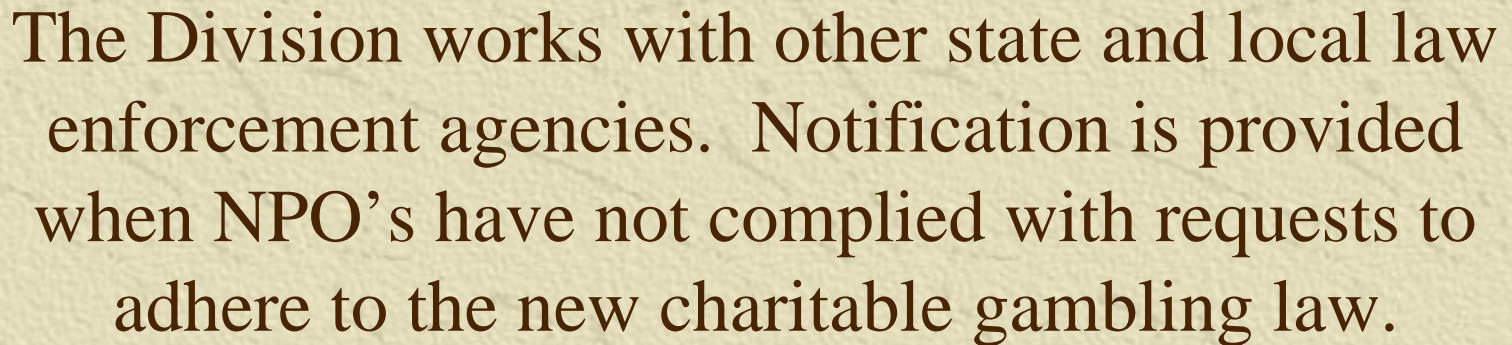 The Division works with other state and local law
enforcement agencies.  Notification is provided
when NPO’s have not complied with requests to
adhere to the new charitable gambling law.